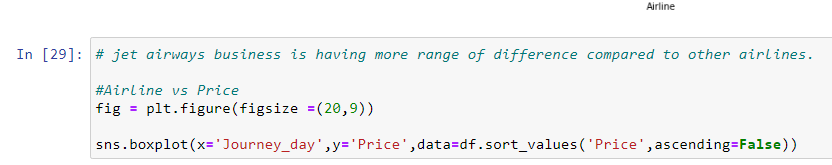 Airline
In [29]: # jet airways business is having more range of difference compared to other airlines.
#Airline vs Price
fig = plt.figure(figsize =(20,9))
sns.boxplot(x='Journey_day',y='Price',data=df.sort_values('Price',ascending=False))